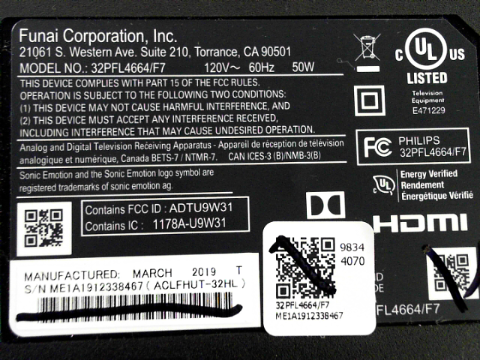 Funai Corporation, Inc.
21061 S. Western Ave. Suite 210, Torrance, CA 90501
MODEL NO.: 32PFL4664/F7 120V~ 60Hz 50W
THIS DEVICE COMPLIES WITH PART 15 OF THE FCC RULES.
OPERATION IS SUBJECT TO THE FOLLOWING TWO CONDITIONS:
(1) THIS DEVICE MAY NOT CAUSE HARMFUL INTERFERENCE, AND
(2) THIS DEVICE MUST ACCEPT ANY INTERFERENCE RECEIVED,
INCLUDING INTERFERENCE THAT MAY CAUSE UNDESIRED OPERATION.
Analog and Digital Television Receiving Apparatus - Appareil de réception de télévision
analogique et numérique, Canada BETS-7 / NTMR-7. CAN ICES-3 (B)/NMB-3(B)
Sonic Emotion and the Sonic Emotion logo symbol are
registered trademarks of sonic emotion ag.
Contains FCC ID : ADTU9W31
Contains IC : 1178A-U9W31
MANUFACTURED: MARCH 2019 T
S/N ME1A1912338467 ( ACLFHUT-32HL )
c UL US
LISTED
Television
Equipment
E471229
FC PHILIPS
32PFL4664/F7
c UL US
Energy Verified
Rendement
Énergétique Vérifié
HDMI
9834
4070
32PFL4664/F7
ME1A1912338467
PFL4664/F7